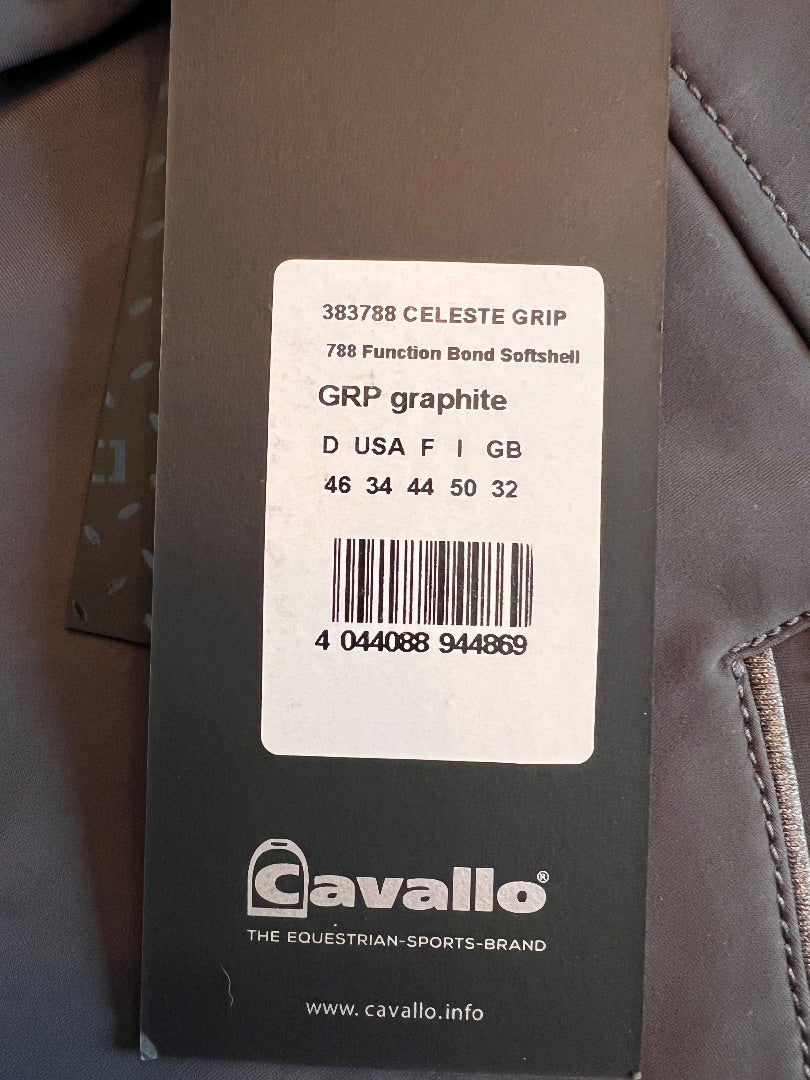 383788 CELESTE GRIP
788 Function Bond Softshell
GRP graphite
D USA F I GB
46 34 44 50 32
4 044088 944869
Cavallo®
THE EQUESTRIAN-SPORTS-BRAND
www. cavallo.info